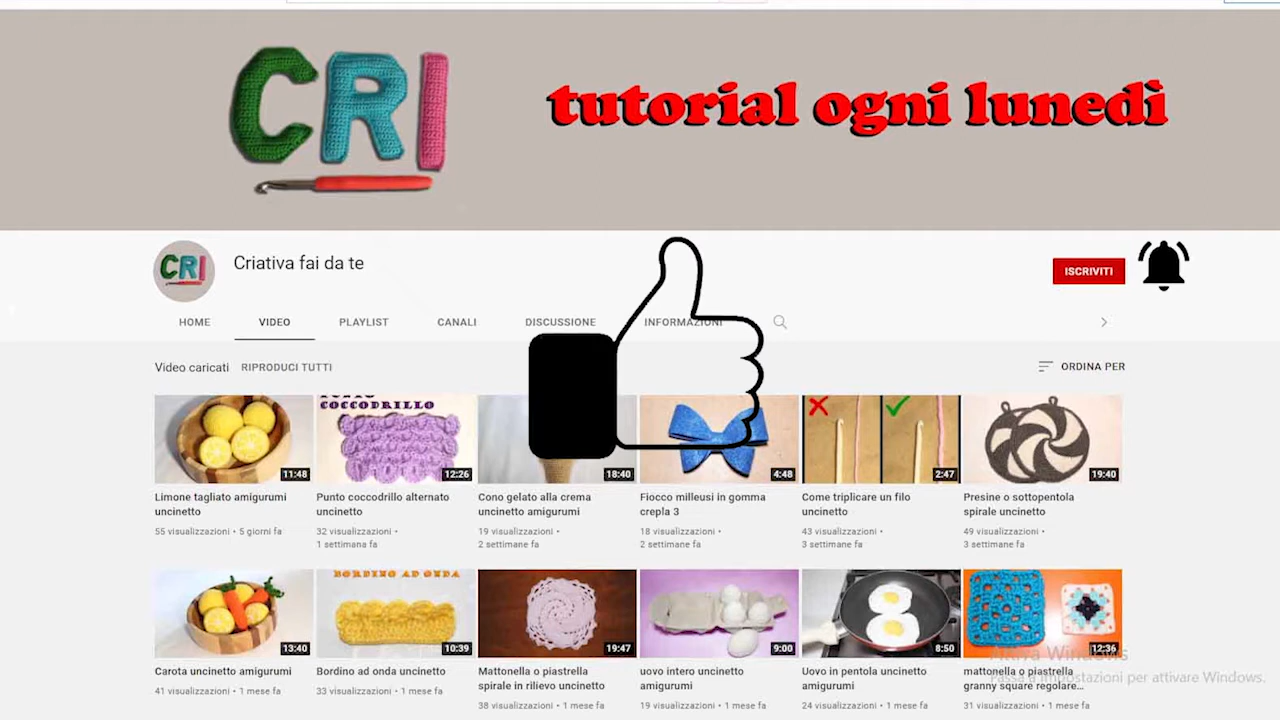 CRI
tutorial ogni lunedì
CRI
Criativa fai da te
ISCRIVITI
HOME
VIDEO
PLAYLIST
CANALI
DISCUSSIONE
INFORMAZIONI
Video caricati
RIPRODUCI TUTTI
ORDINA PER
COCCODRILLO
11:48
12:26
18:40
4:48
2:47
19:40
Limone tagliato amigurumi
uncinetto
55 visualizzazioni • 5 giorni fa
Punto coccodrillo alternato
uncinetto
32 visualizzazioni •
1 settimana fa
Cono gelato alla crema
uncinetto amigurumi
19 visualizzazioni •
2 settimane fa
Fiocco milleusi in gomma
crepla 3
18 visualizzazioni •
2 settimane fa
Come triplicare un filo
uncinetto
43 visualizzazioni •
3 settimane fa
Presine o sottopentola
spirale uncinetto
49 visualizzazioni •
3 settimane fa
BORDINO AD ONDA
13:40
10:39
19:47
9:00
8:50
12:36
Carota uncinetto amigurumi
41 visualizzazioni • 1 mese fa
Bordino ad onda uncinetto
33 visualizzazioni • 1 mese fa
Mattonella o piastrella
spirale in rilievo uncinetto
38 visualizzazioni • 1 mese fa
uovo intero uncinetto
amigurumi
19 visualizzazioni • 1 mese fa
Uovo in pentola uncinetto
amigurumi
24 visualizzazioni • 1 mese fa
mattonella o piastrella
granny square regolare...
31 visualizzazioni • 1 mese fa
Attiva Windows
Passa a Impostazioni per attivare Windows.